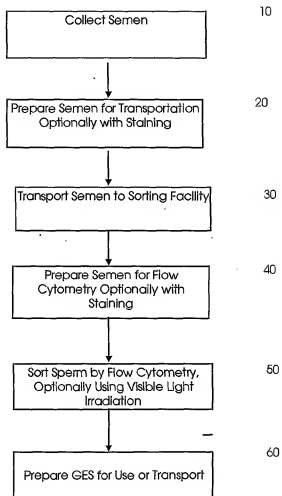 Collect Semen
10
Prepare Semen for Transportation
Optionally with Staining
20
Transport Semen to Sorting Facility
30
Prepare Semen for Flow
Cytometry Optionally with
Staining
40
Sort Sperm by Flow Cytometry,
Optionally Using Visible Light
Irradiation
50
Prepare GES for Use or Transport
60